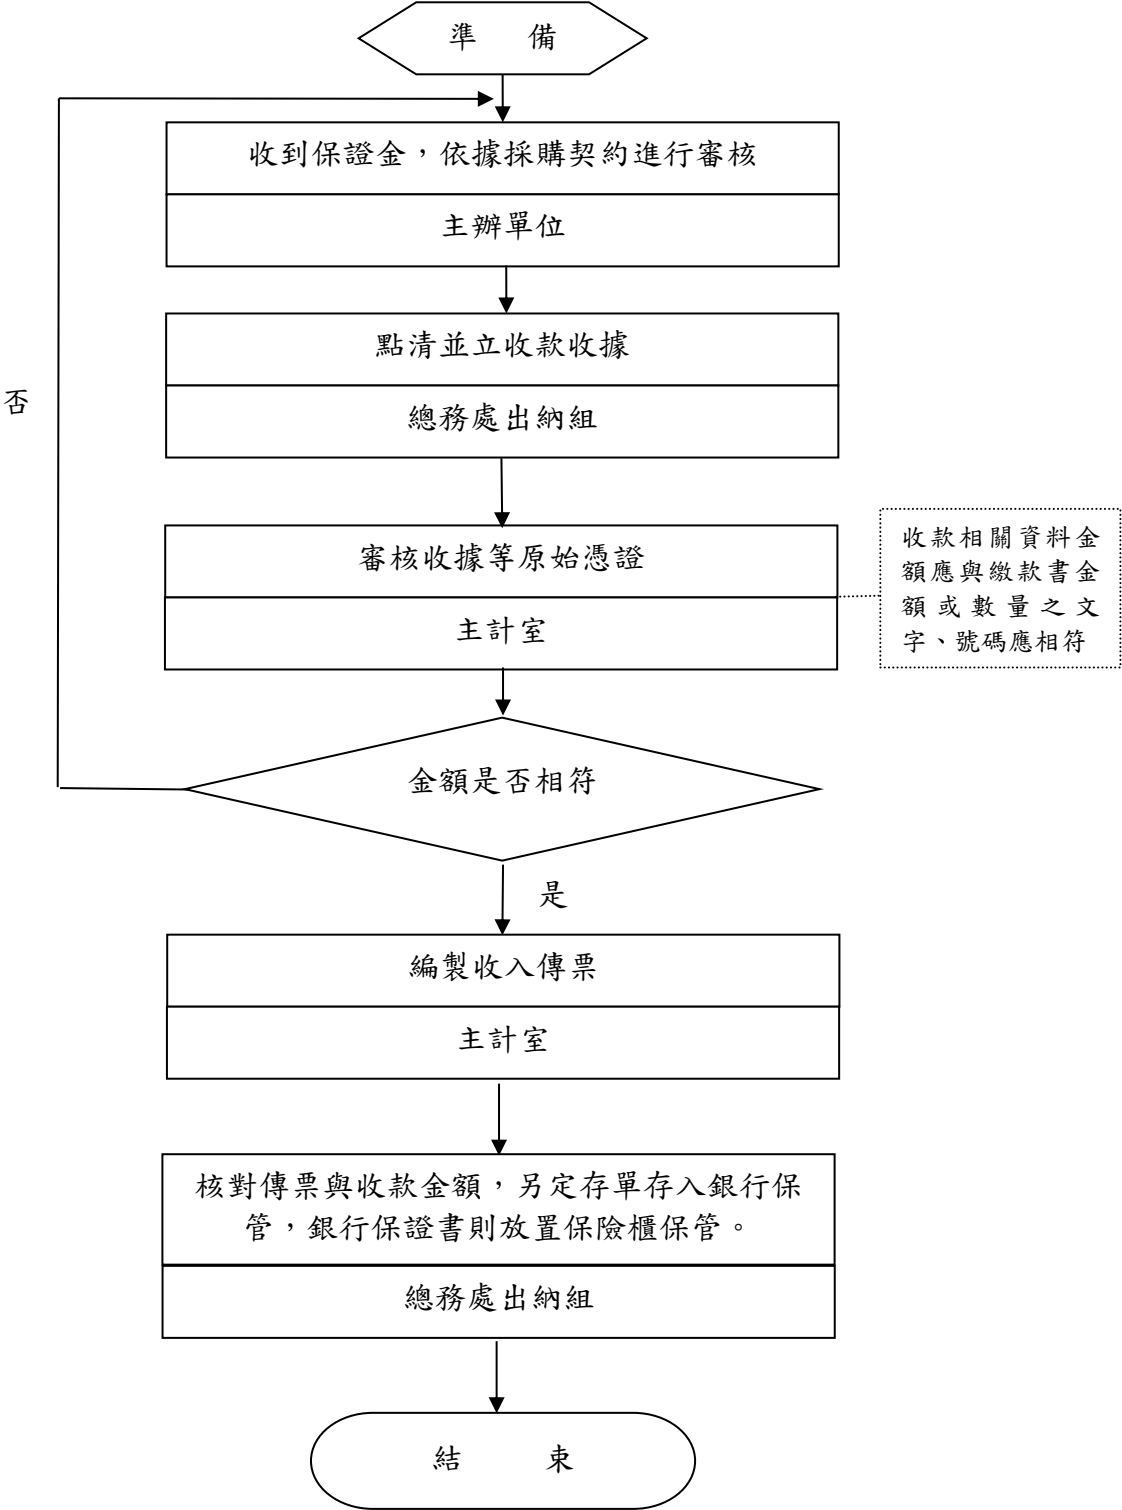 準 備
收到保證金，依據採購契約進行審核
主辦單位
點清並立收款收據
否
總務處出納組
審核收據等原始憑證
主計室
收款相關資料金
額應與繳款書金
額或數量之文
字、號碼應相符
金額是否相符
是
編製收入傳票
主計室
核對傳票與收款金額，另定存單存入銀行保
管，銀行保證書則放置保險櫃保管。
總務處出納組
結 束